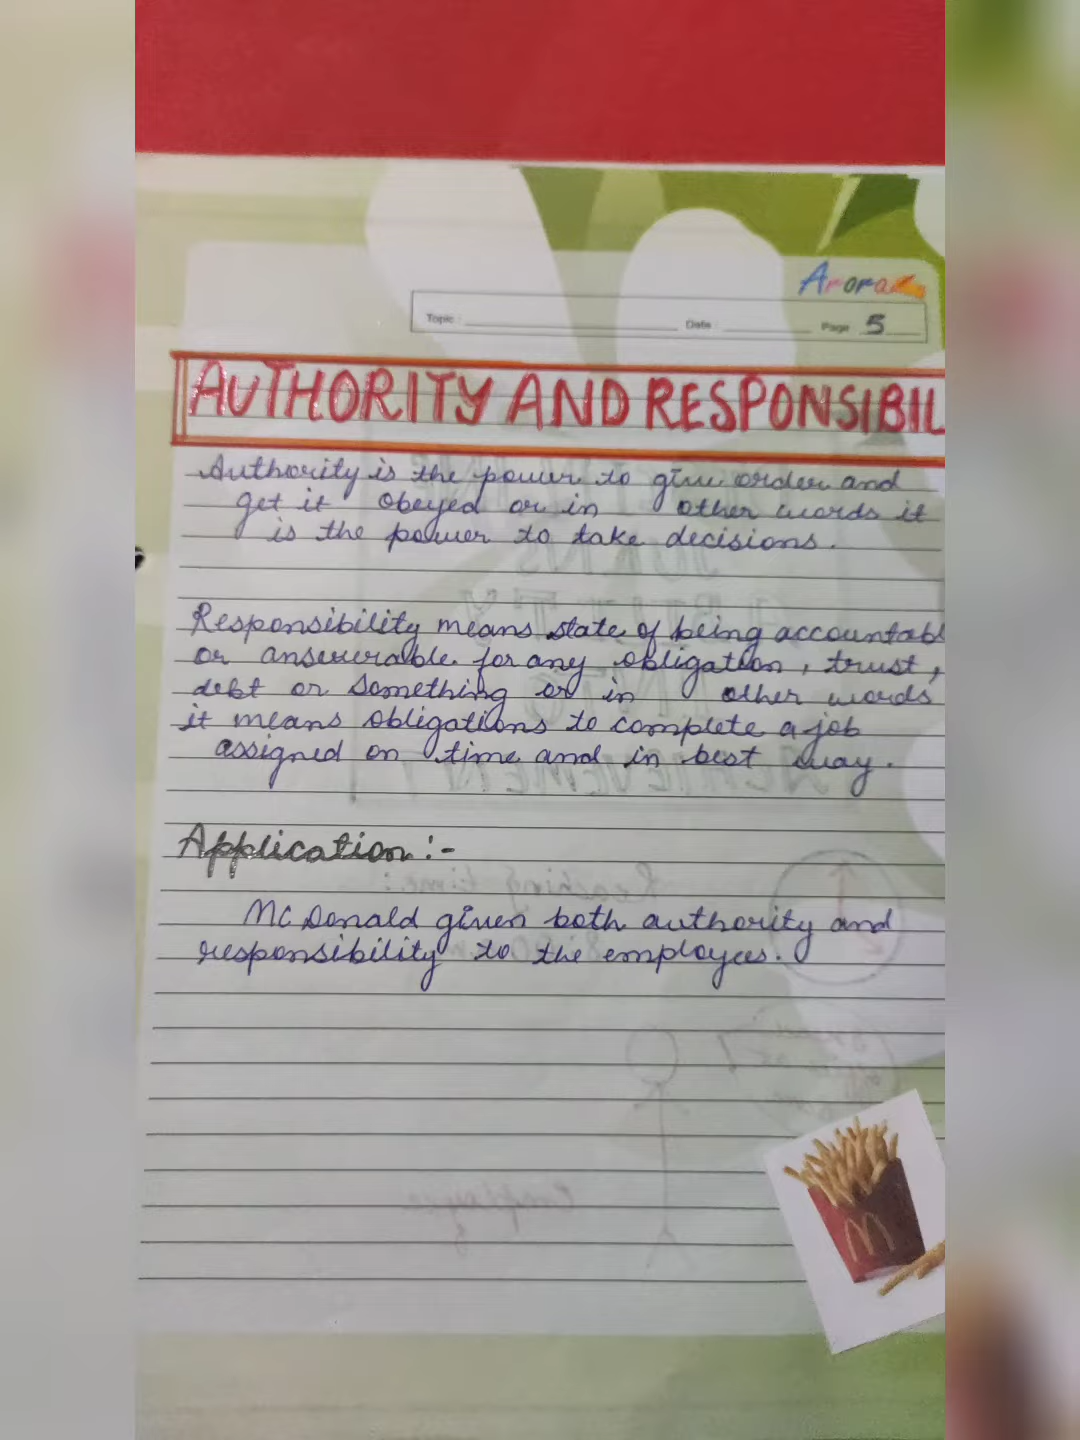 Arora
Topic : Date : Page : 5
AUTHORITY AND RESPONSIBIL
Authority is the power to give order and
get it obeyed or in other words it
is the power to take decisions.
Responsibility means state of being accountabl
or answerable for any obligation, trust,
debt or something or in other words
it means obligations to complete a job
assigned on time and in best way.
Application :-
Mc Donald given both authority and
responsibility to the employees.